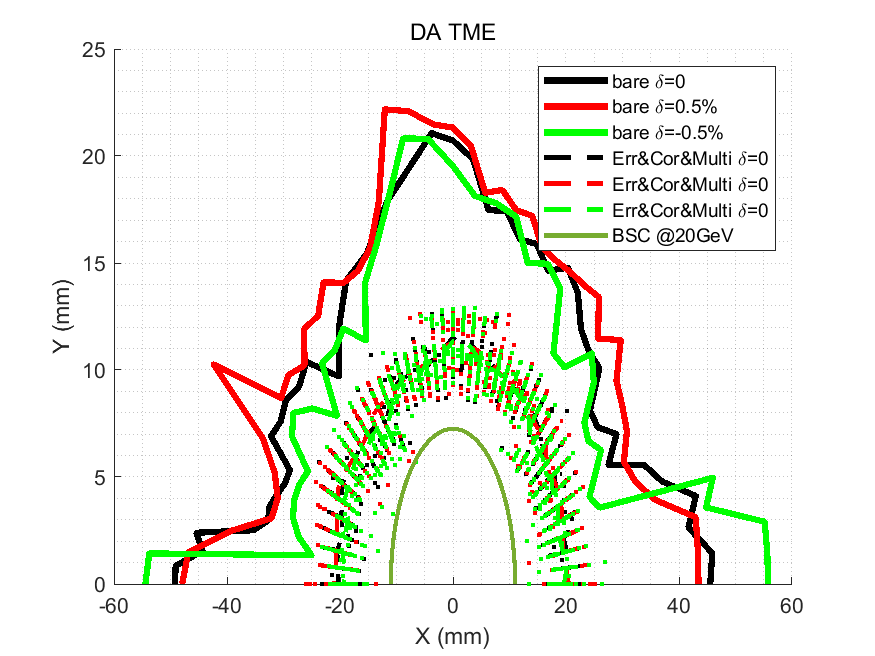 DA TME
25
20
15
10
5
0
Y (mm)
bare δ=0
bare δ=0.5%
bare δ=-0.5%
Err&Cor&Multi δ=0
Err&Cor&Multi δ=0
Err&Cor&Multi δ=0
BSC @20GeV
-60 -40 -20 0 20 40 60
X (mm)